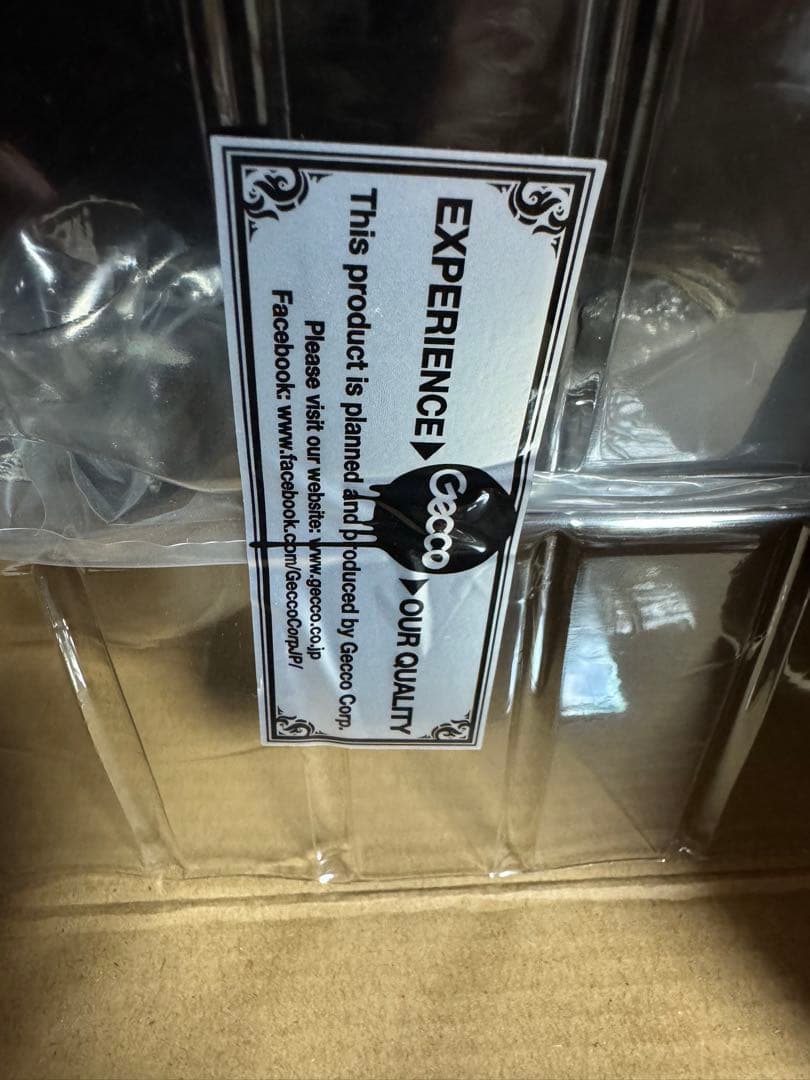 EXPERIENCE▶Gecco▶OUR QUALITY
This product is planned and produced by Gecco Corp.
Please visit our website: www.gecco.co.jp
Facebook: www.facebook.com/GeccoCorpJP/